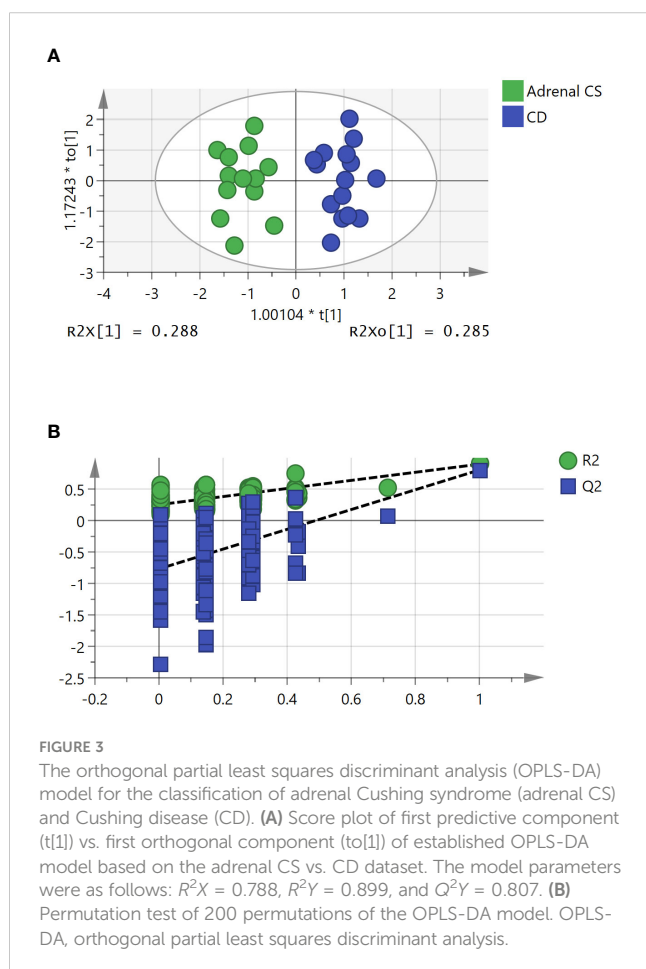 A
Adrenal CS
CD
1.17243 * to[1]
2
1
0
-1
-2
-3
-4 -3 -2 -1 0 1 2 3
1.00104 * t[1]
R2X[1] = 0.288 R2Xo[1] = 0.285
B
R2
Q2
0.5
0
-0.5
-1
-1.5
-2
-2.5
-0.2 0 0.2 0.4 0.6 0.8 1
FIGURE 3
The orthogonal partial least squares discriminant analysis (OPLS-DA)
model for the classification of adrenal Cushing syndrome (adrenal CS)
and Cushing disease (CD). (A) Score plot of first predictive component
(t[1]) vs. first orthogonal component (to[1]) of established OPLS-DA
model based on the adrenal CS vs. CD dataset. The model parameters
were as follows: R²X = 0.788, R²Y = 0.899, and Q²Y = 0.807. (B)
Permutation test of 200 permutations of the OPLS-DA model. OPLS-
DA, orthogonal partial least squares discriminant analysis.